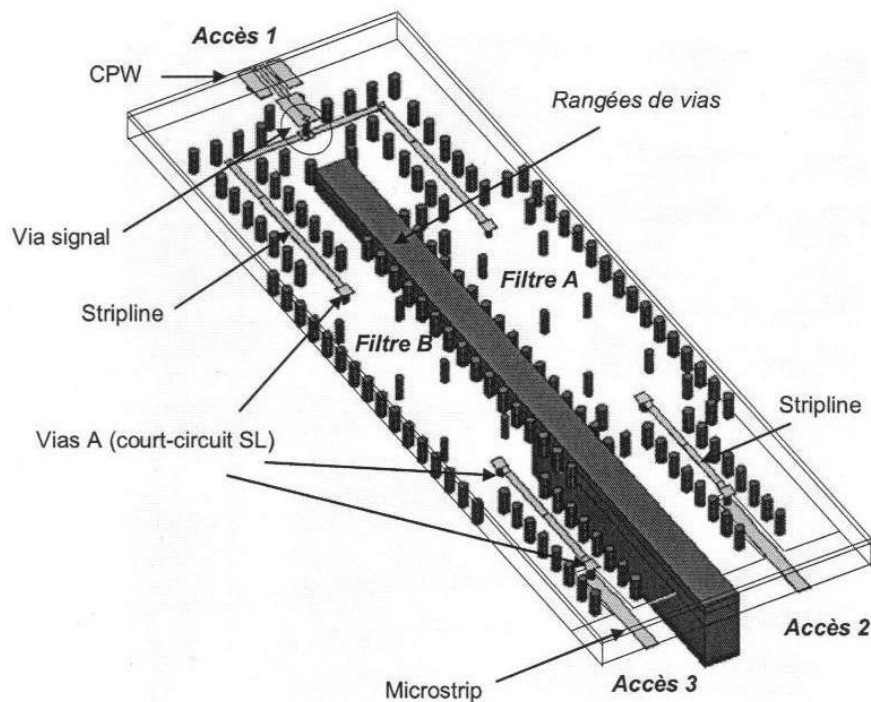 Accès 1
CPW
Rangées de vias
Via signal
Filtre A
Stripline
Filtre B
Stripline
Vias A (court-circuit SL)
Accès 2
Accès 3
Microstrip